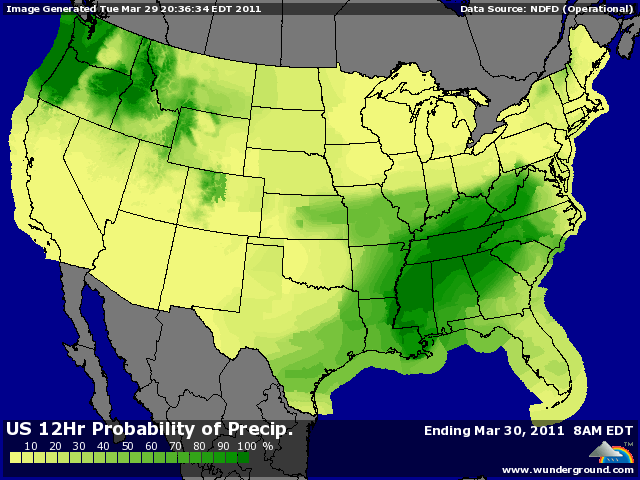 Image Generated Tue Mar 29 20:36:34 EDT 2011 Data Source: NDFD (Operational)
US 12Hr Probability of Precip. Ending Mar 30, 2011 8AM EDT
10 20 30 40 50 60 70 80 90 100 %
TM
www.wunderground.com